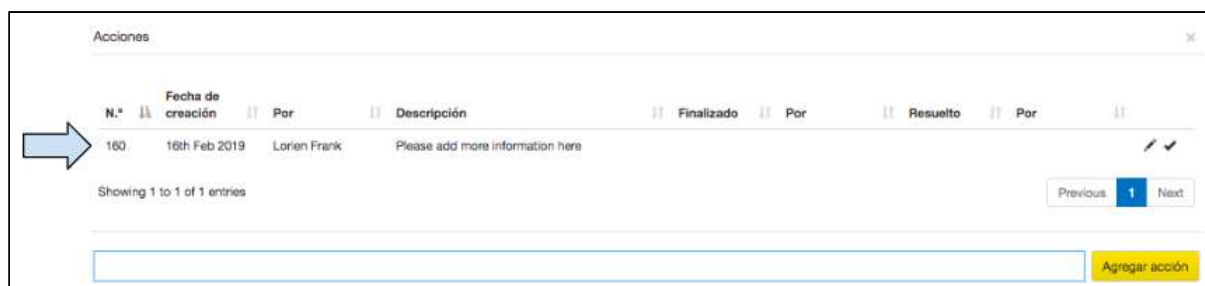 Acciones ×
N.º Fecha de creación Por Descripción Finalizado Por Resuelto Por
160 16th Feb 2019 Lorien Frank Please add more information here
Showing 1 to 1 of 1 entries Previous 1 Next
Agregar acción